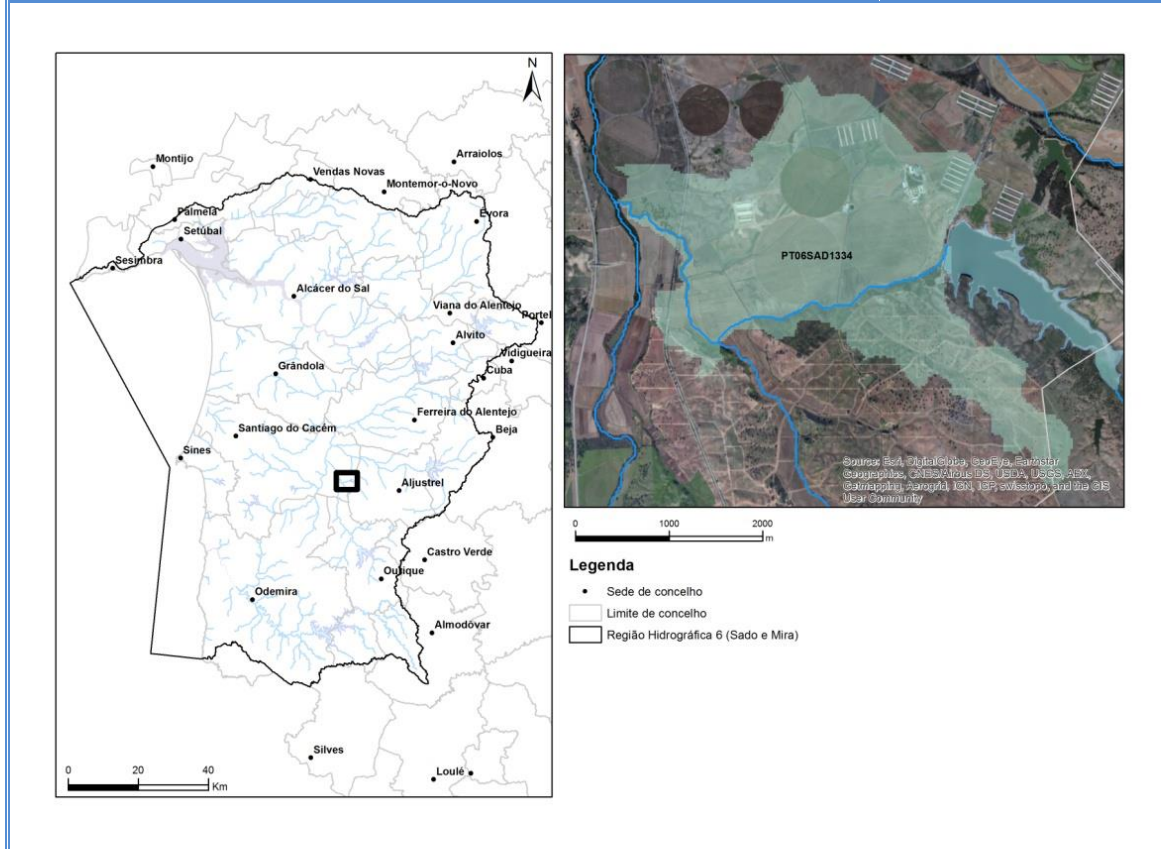 N
Montijo
Arraiolos
Vendas Novas
Montemor-o-Novo
Palmela
Évora
Setúbal
Sesimbra
Alcácer do Sal
Viana do Alentejo
Portel
Alvito
Vidigueira
Grândola
Cuba
Ferreira do Alentejo
Santiago do Cacém
Beja
Sines
Aljustrel
Castro Verde
Ourique
Odemira
Almodôvar
Silves
Loulé
0 20 40
Km
PT06SAD1334
Source: Esri, DigitalGlobe, GeoEye, Earthstar
Geographics, CNES/Airbus DS, USDA, USGS, AEX,
Getmapping, Aerogrid, IGN, IGP, swisstopo, and the GIS
User Community
0 1000 2000
m
Legenda
Sede de concelho
Limite de concelho
Região Hidrográfica 6 (Sado e Mira)